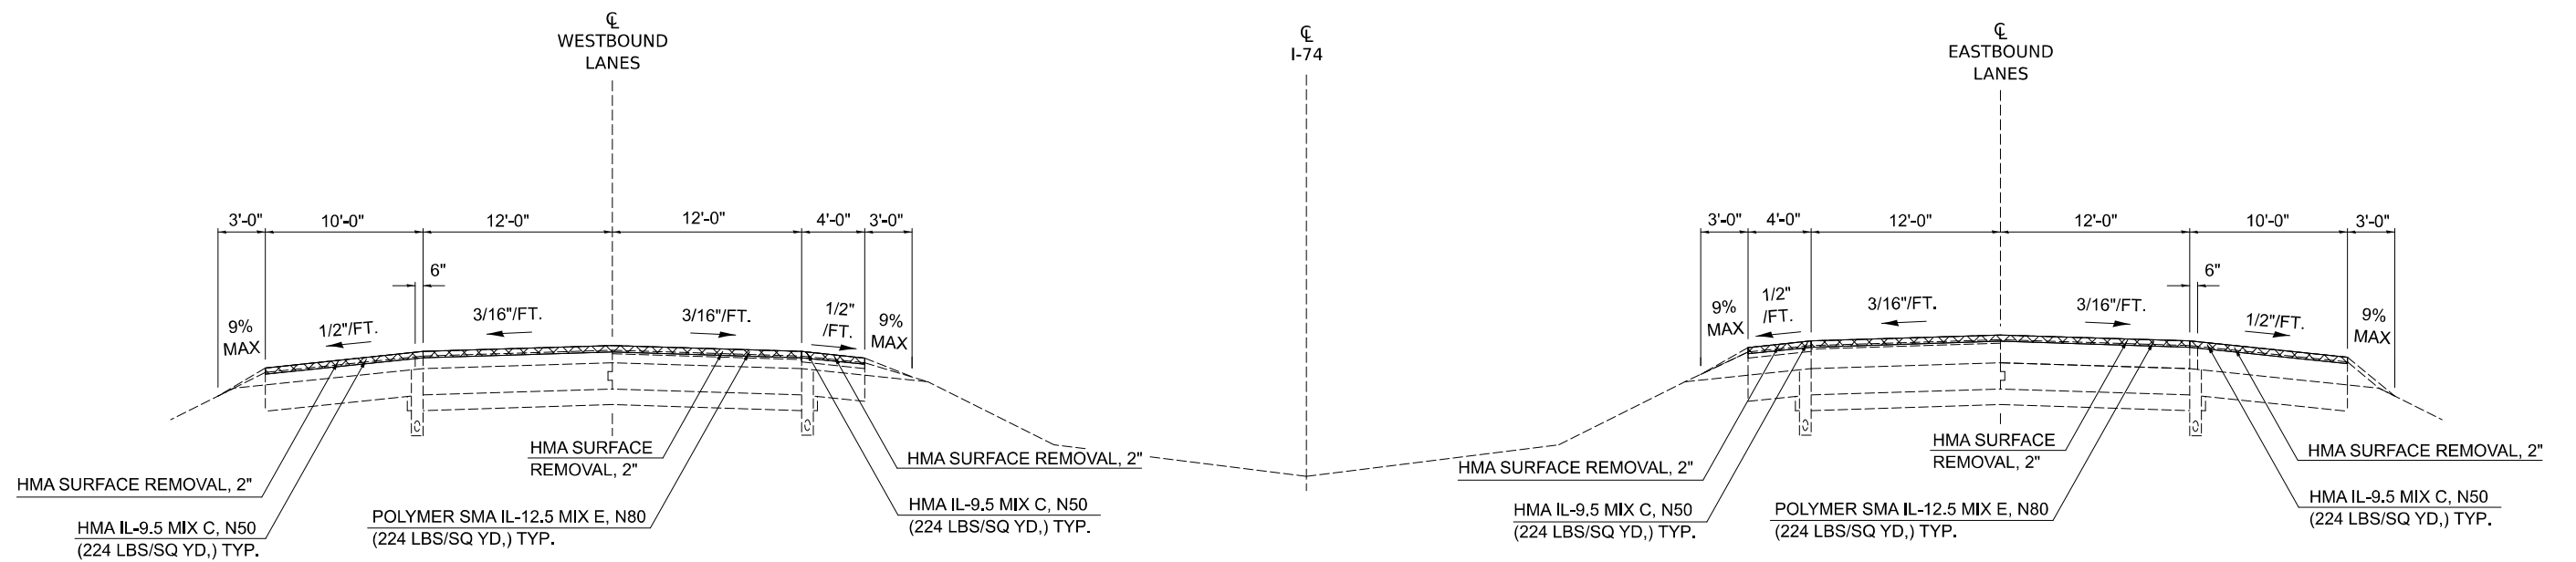 ℄
WESTBOUND
LANES
℄
I-74
℄
EASTBOUND
LANES
3'-0" 10'-0" 12'-0" 12'-0" 4'-0" 3'-0"
6"
9%
MAX
1/2"/FT.
3/16"/FT.
3/16"/FT.
1/2"
/FT.
9%
MAX
HMA SURFACE REMOVAL, 2"
HMA IL-9.5 MIX C, N50
(224 LBS/SQ YD,) TYP.
HMA SURFACE
REMOVAL, 2"
POLYMER SMA IL-12.5 MIX E, N80
(224 LBS/SQ YD,) TYP.
HMA SURFACE REMOVAL, 2"
HMA IL-9.5 MIX C, N50
(224 LBS/SQ YD,) TYP.
3'-0" 4'-0" 12'-0" 12'-0" 10'-0" 3'-0"
6"
9%
MAX
1/2"
/FT.
3/16"/FT.
3/16"/FT.
1/2"/FT.
9%
MAX
HMA SURFACE REMOVAL, 2"
HMA IL-9.5 MIX C, N50
(224 LBS/SQ YD,) TYP.
HMA SURFACE
REMOVAL, 2"
POLYMER SMA IL-12.5 MIX E, N80
(224 LBS/SQ YD,) TYP.
HMA SURFACE REMOVAL, 2"
HMA IL-9.5 MIX C, N50
(224 LBS/SQ YD,) TYP.